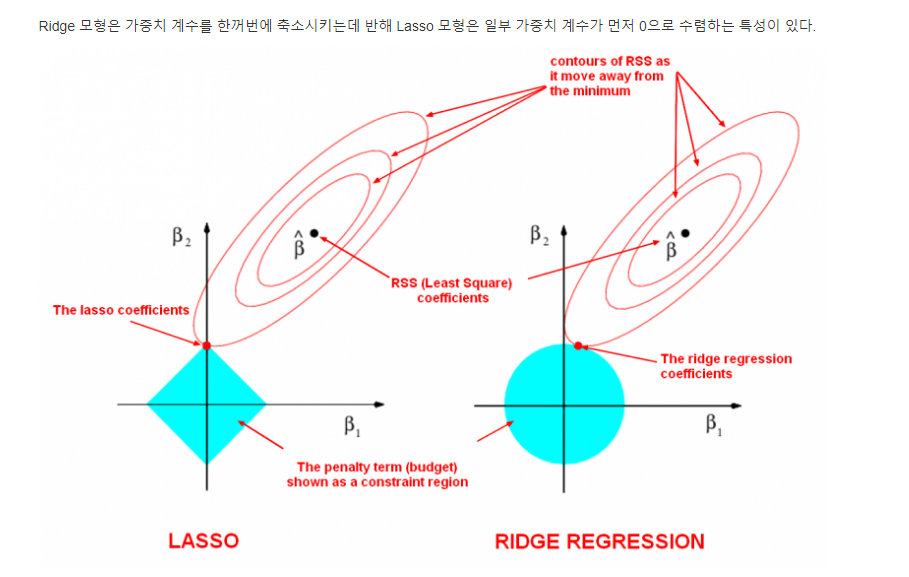 Ridge 모형은 가중치 계수를 한꺼번에 축소시키는데 반해 Lasso 모형은 일부 가중치 계수가 먼저 0으로 수렴하는 특성이 있다.
contours of RSS as
it move away from
the minimum
β₂
β̂
RSS (Least Square)
coefficients
The lasso coefficients
β₁
The penalty term (budget)
shown as a constraint region
LASSO
β₂
β̂
The ridge regression
coefficients
β₁
RIDGE REGRESSION